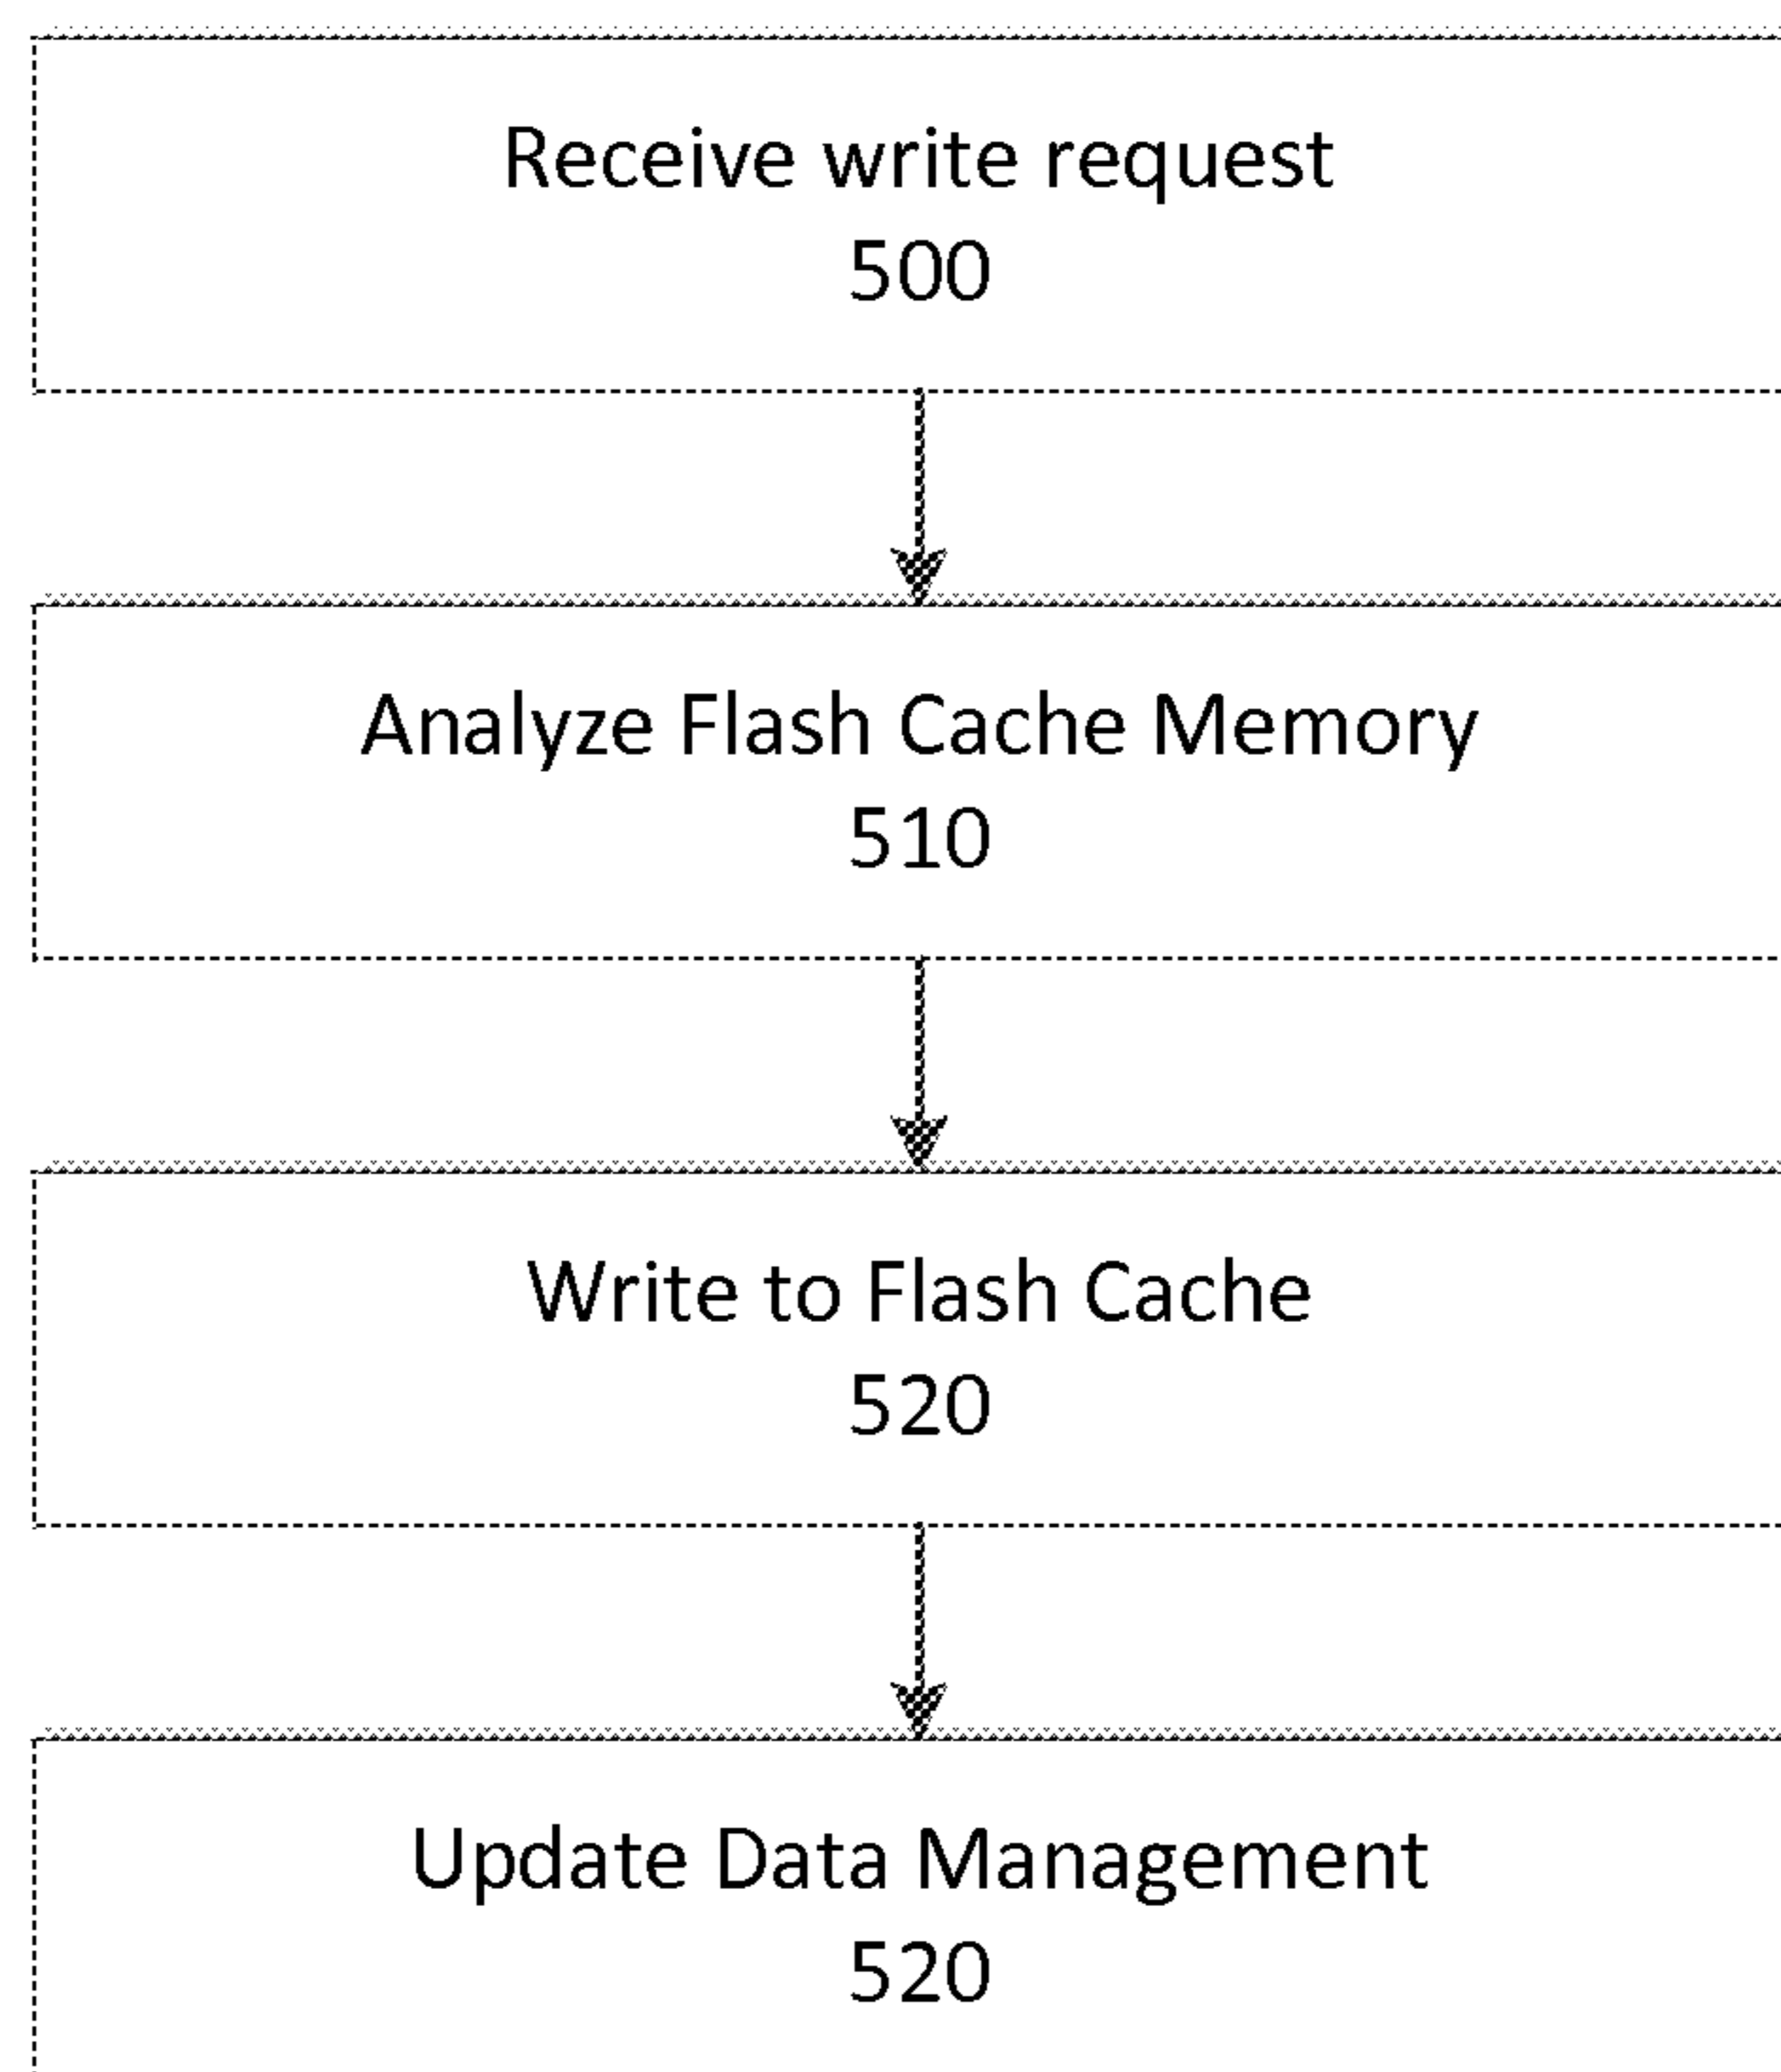 Receive write request
500
Analyze Flash Cache Memory
510
Write to Flash Cache
520
Update Data Management
520